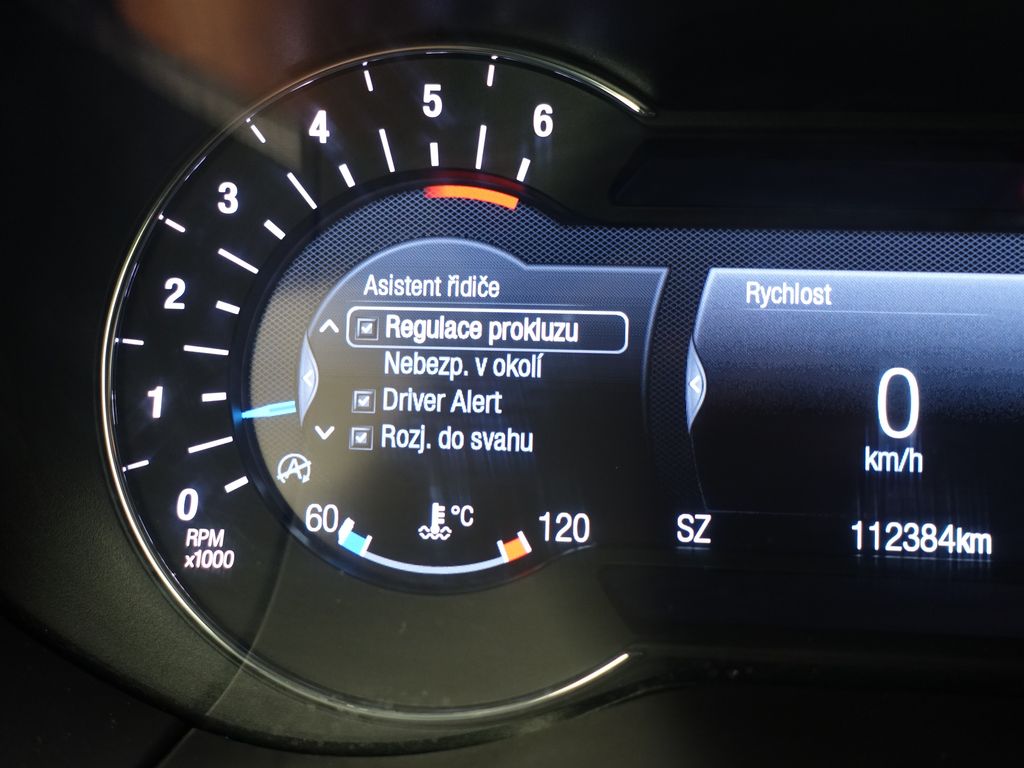 6
5
4
3
2
1
0
RPM
x1000
Asistent řidiče
Regulace prokluzu
Nebezp. v okolí
Driver Alert
Rozj. do svahu
A
60
°C
120
Rychlost
0
km/h
SZ
112384km